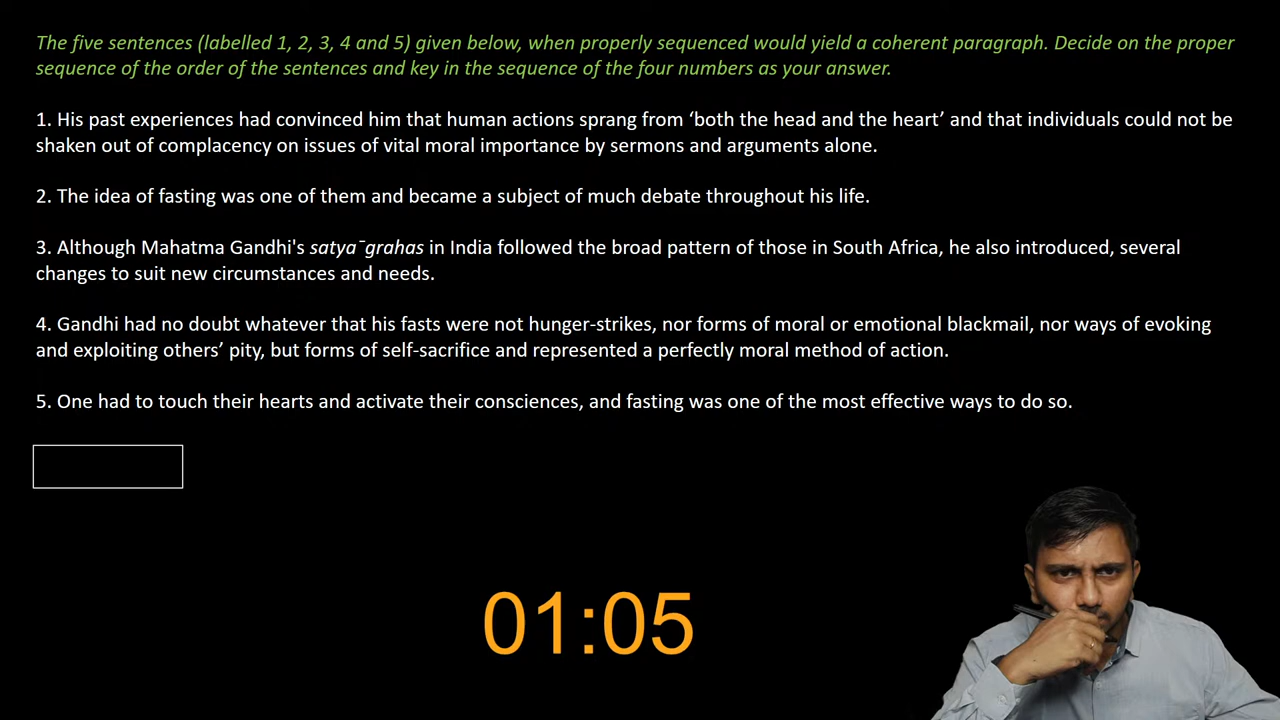 The five sentences (labelled 1, 2, 3, 4 and 5) given below, when properly sequenced would yield a coherent paragraph. Decide on the proper
sequence of the order of the sentences and key in the sequence of the four numbers as your answer.
1. His past experiences had convinced him that human actions sprang from ‘both the head and the heart’ and that individuals could not be
shaken out of complacency on issues of vital moral importance by sermons and arguments alone.
2. The idea of fasting was one of them and became a subject of much debate throughout his life.
3. Although Mahatma Gandhi's satya¯grahas in India followed the broad pattern of those in South Africa, he also introduced, several
changes to suit new circumstances and needs.
4. Gandhi had no doubt whatever that his fasts were not hunger-strikes, nor forms of moral or emotional blackmail, nor ways of evoking
and exploiting others’ pity, but forms of self-sacrifice and represented a perfectly moral method of action.
5. One had to touch their hearts and activate their consciences, and fasting was one of the most effective ways to do so.
01:05